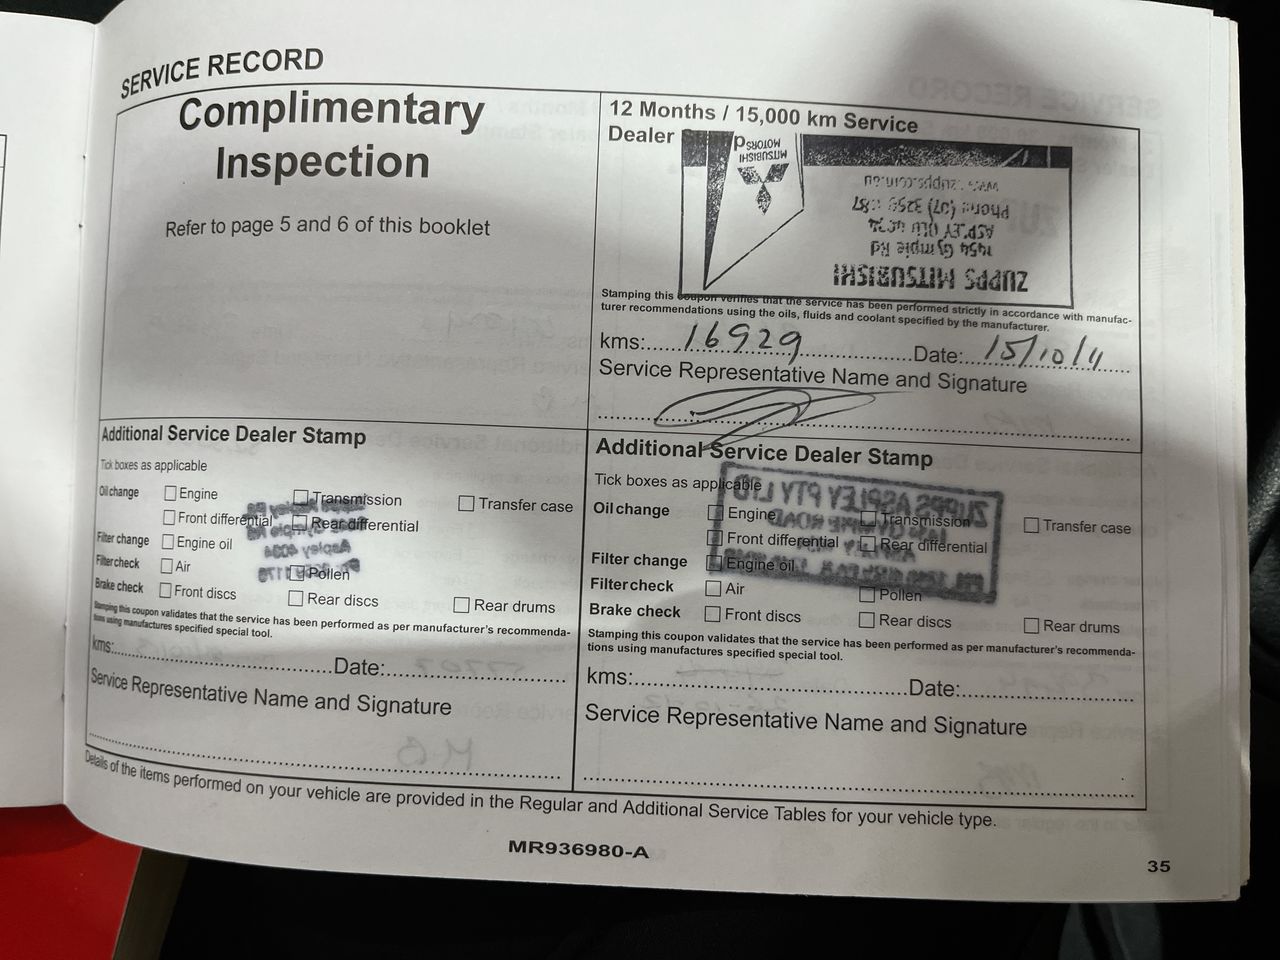 SERVICE RECORD
Complimentary
Inspection
Refer to page 5 and 6 of this booklet
12 Months / 15,000 km Service
Dealer Stamp
MITSUBISHI
MOTORS
ZUPPS MITSUBISHI
1454 Gympie Rd
ASPLEY QLD 4034
Phone: (07)
Stamping this coupon verifies that the service has been performed strictly in accordance with manufac-
turer recommendations using the oils, fluids and coolant specified by the manufacturer.
kms: 16929 Date: 15/10/11
Service Representative Name and Signature
Additional Service Dealer Stamp
Tick boxes as applicable
Oil change Engine Transmission Transfer case
Front differential Rear differential
Filter change Engine oil
Filter check Air Pollen
Brake check Front discs Rear discs Rear drums
Stamping this coupon validates that the service has been performed as per manufacturer's recommenda-
tions using manufactures specified special tool.
kms: Date:
Service Representative Name and Signature
Additional Service Dealer Stamp
Tick boxes as applicable
ZUPPS ASPLEY PTY LTD
Oil change Engine Transmission Transfer case
Front differential Rear differential
Filter change Engine oil
Filter check Air Pollen
Brake check Front discs Rear discs Rear drums
Stamping this coupon validates that the service has been performed as per manufacturer's recommenda-
tions using manufactures specified special tool.
kms: Date:
Service Representative Name and Signature
Details of the items performed on your vehicle are provided in the Regular and Additional Service Tables for your vehicle type.
MR936980-A
35